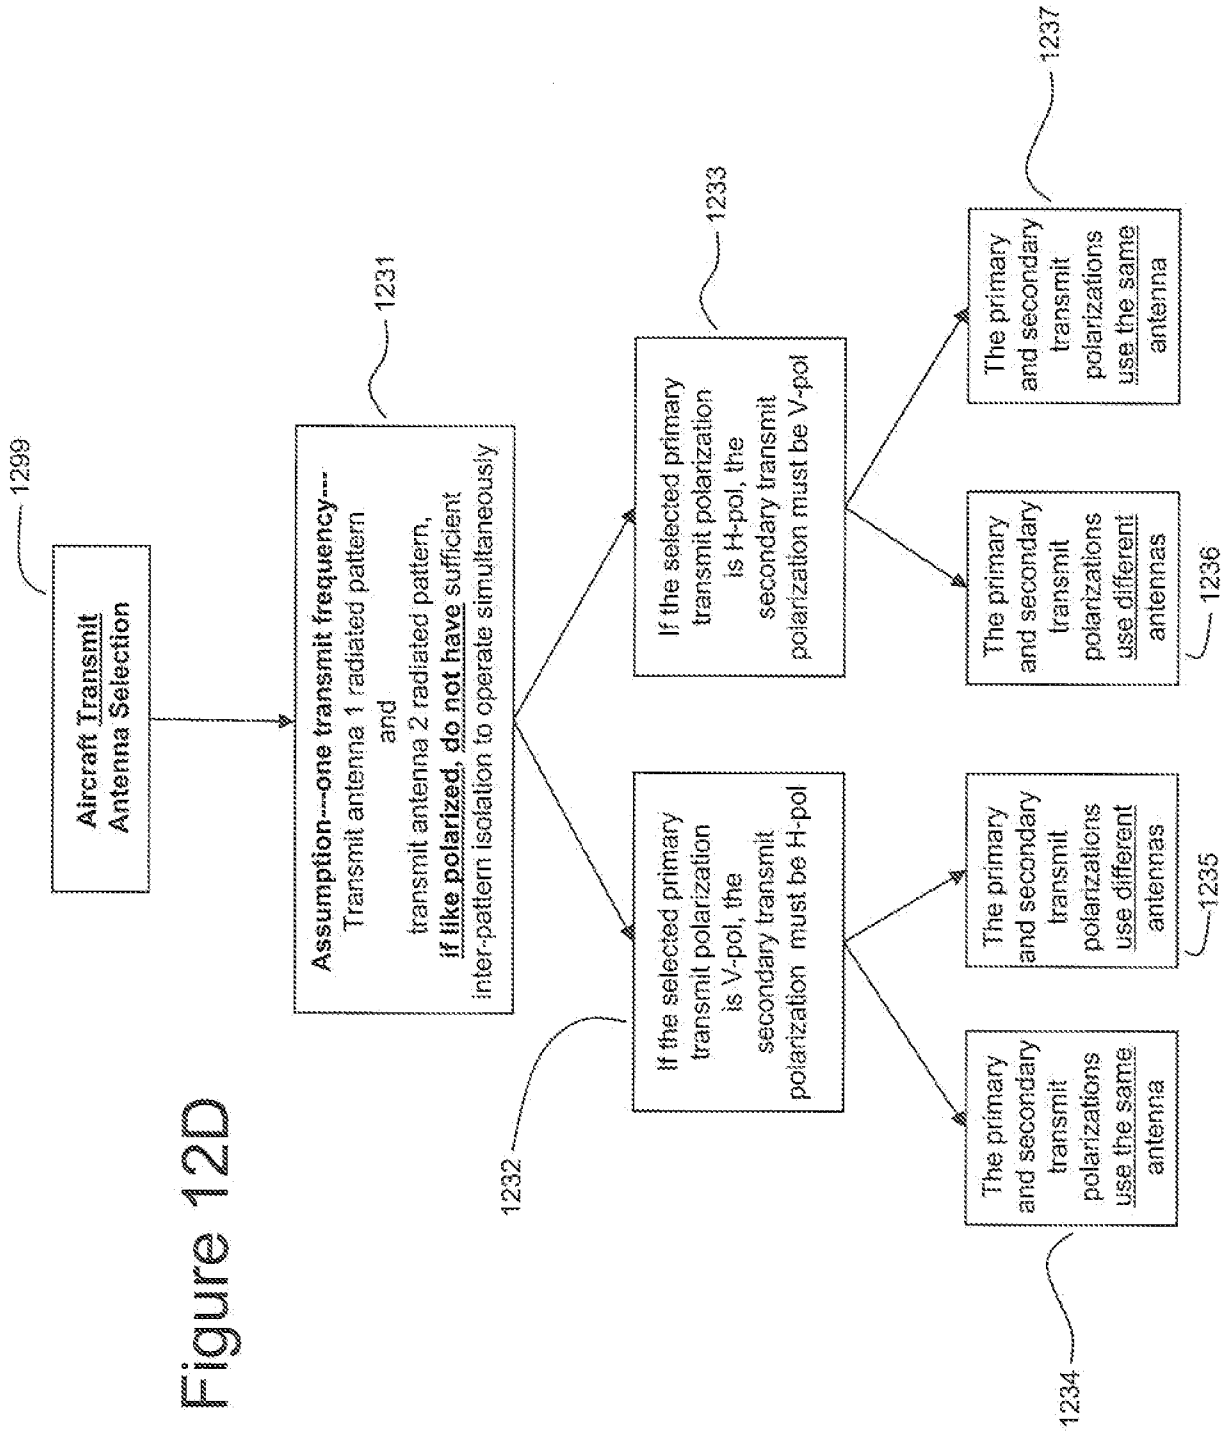 Figure 12D
Aircraft Transmit
Antenna Selection
1299
Assumption---one transmit frequency---
Transmit antenna 1 radiated pattern
and
transmit antenna 2 radiated pattern,
if like polarized, do not have sufficient
inter-pattern isolation to operate simultaneously
1231
1232
If the selected primary
transmit polarization
is V-pol, the
secondary transmit
polarization must be H-pol
If the selected primary
transmit polarization
is H-pol, the
secondary transmit
polarization must be V-pol
1233
1234
The primary
and secondary
transmit
polarizations
use the same
antenna
The primary
and secondary
transmit
polarizations
use different
antennas
1235
The primary
and secondary
transmit
polarizations
use different
antennas
1236
The primary
and secondary
transmit
polarizations
use the same
antenna
1237